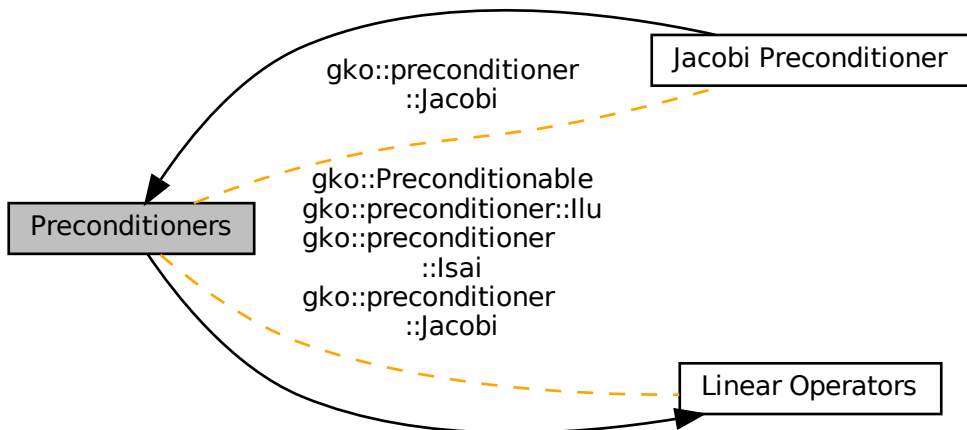 Jacobi Preconditioner
gko::preconditioner
::Jacobi
gko::Preconditionable
gko::preconditioner::Ilu
gko::preconditioner
::Isai
gko::preconditioner
::Jacobi
Preconditioners
Linear Operators